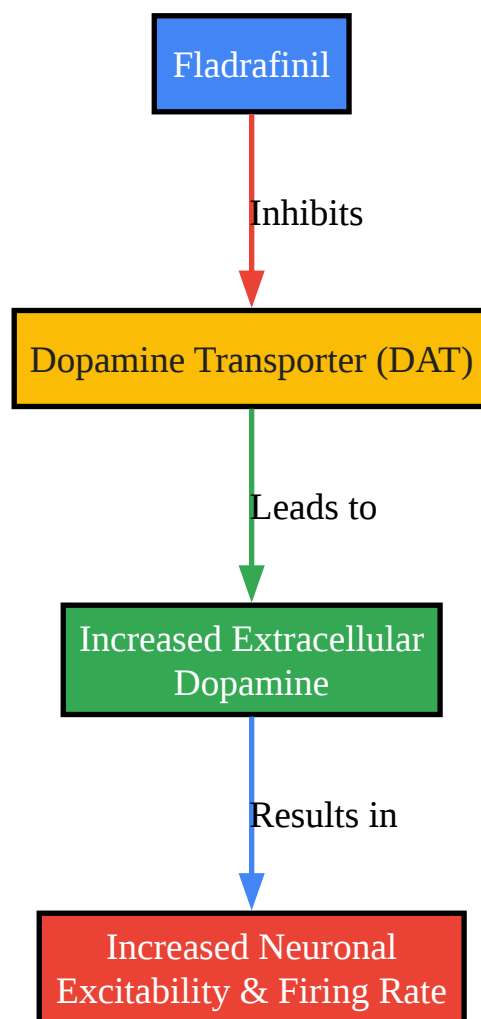 Fladrafinil
Inhibits
Dopamine Transporter (DAT)
Leads to
Increased Extracellular
Dopamine
Results in
Increased Neuronal
Excitability & Firing Rate